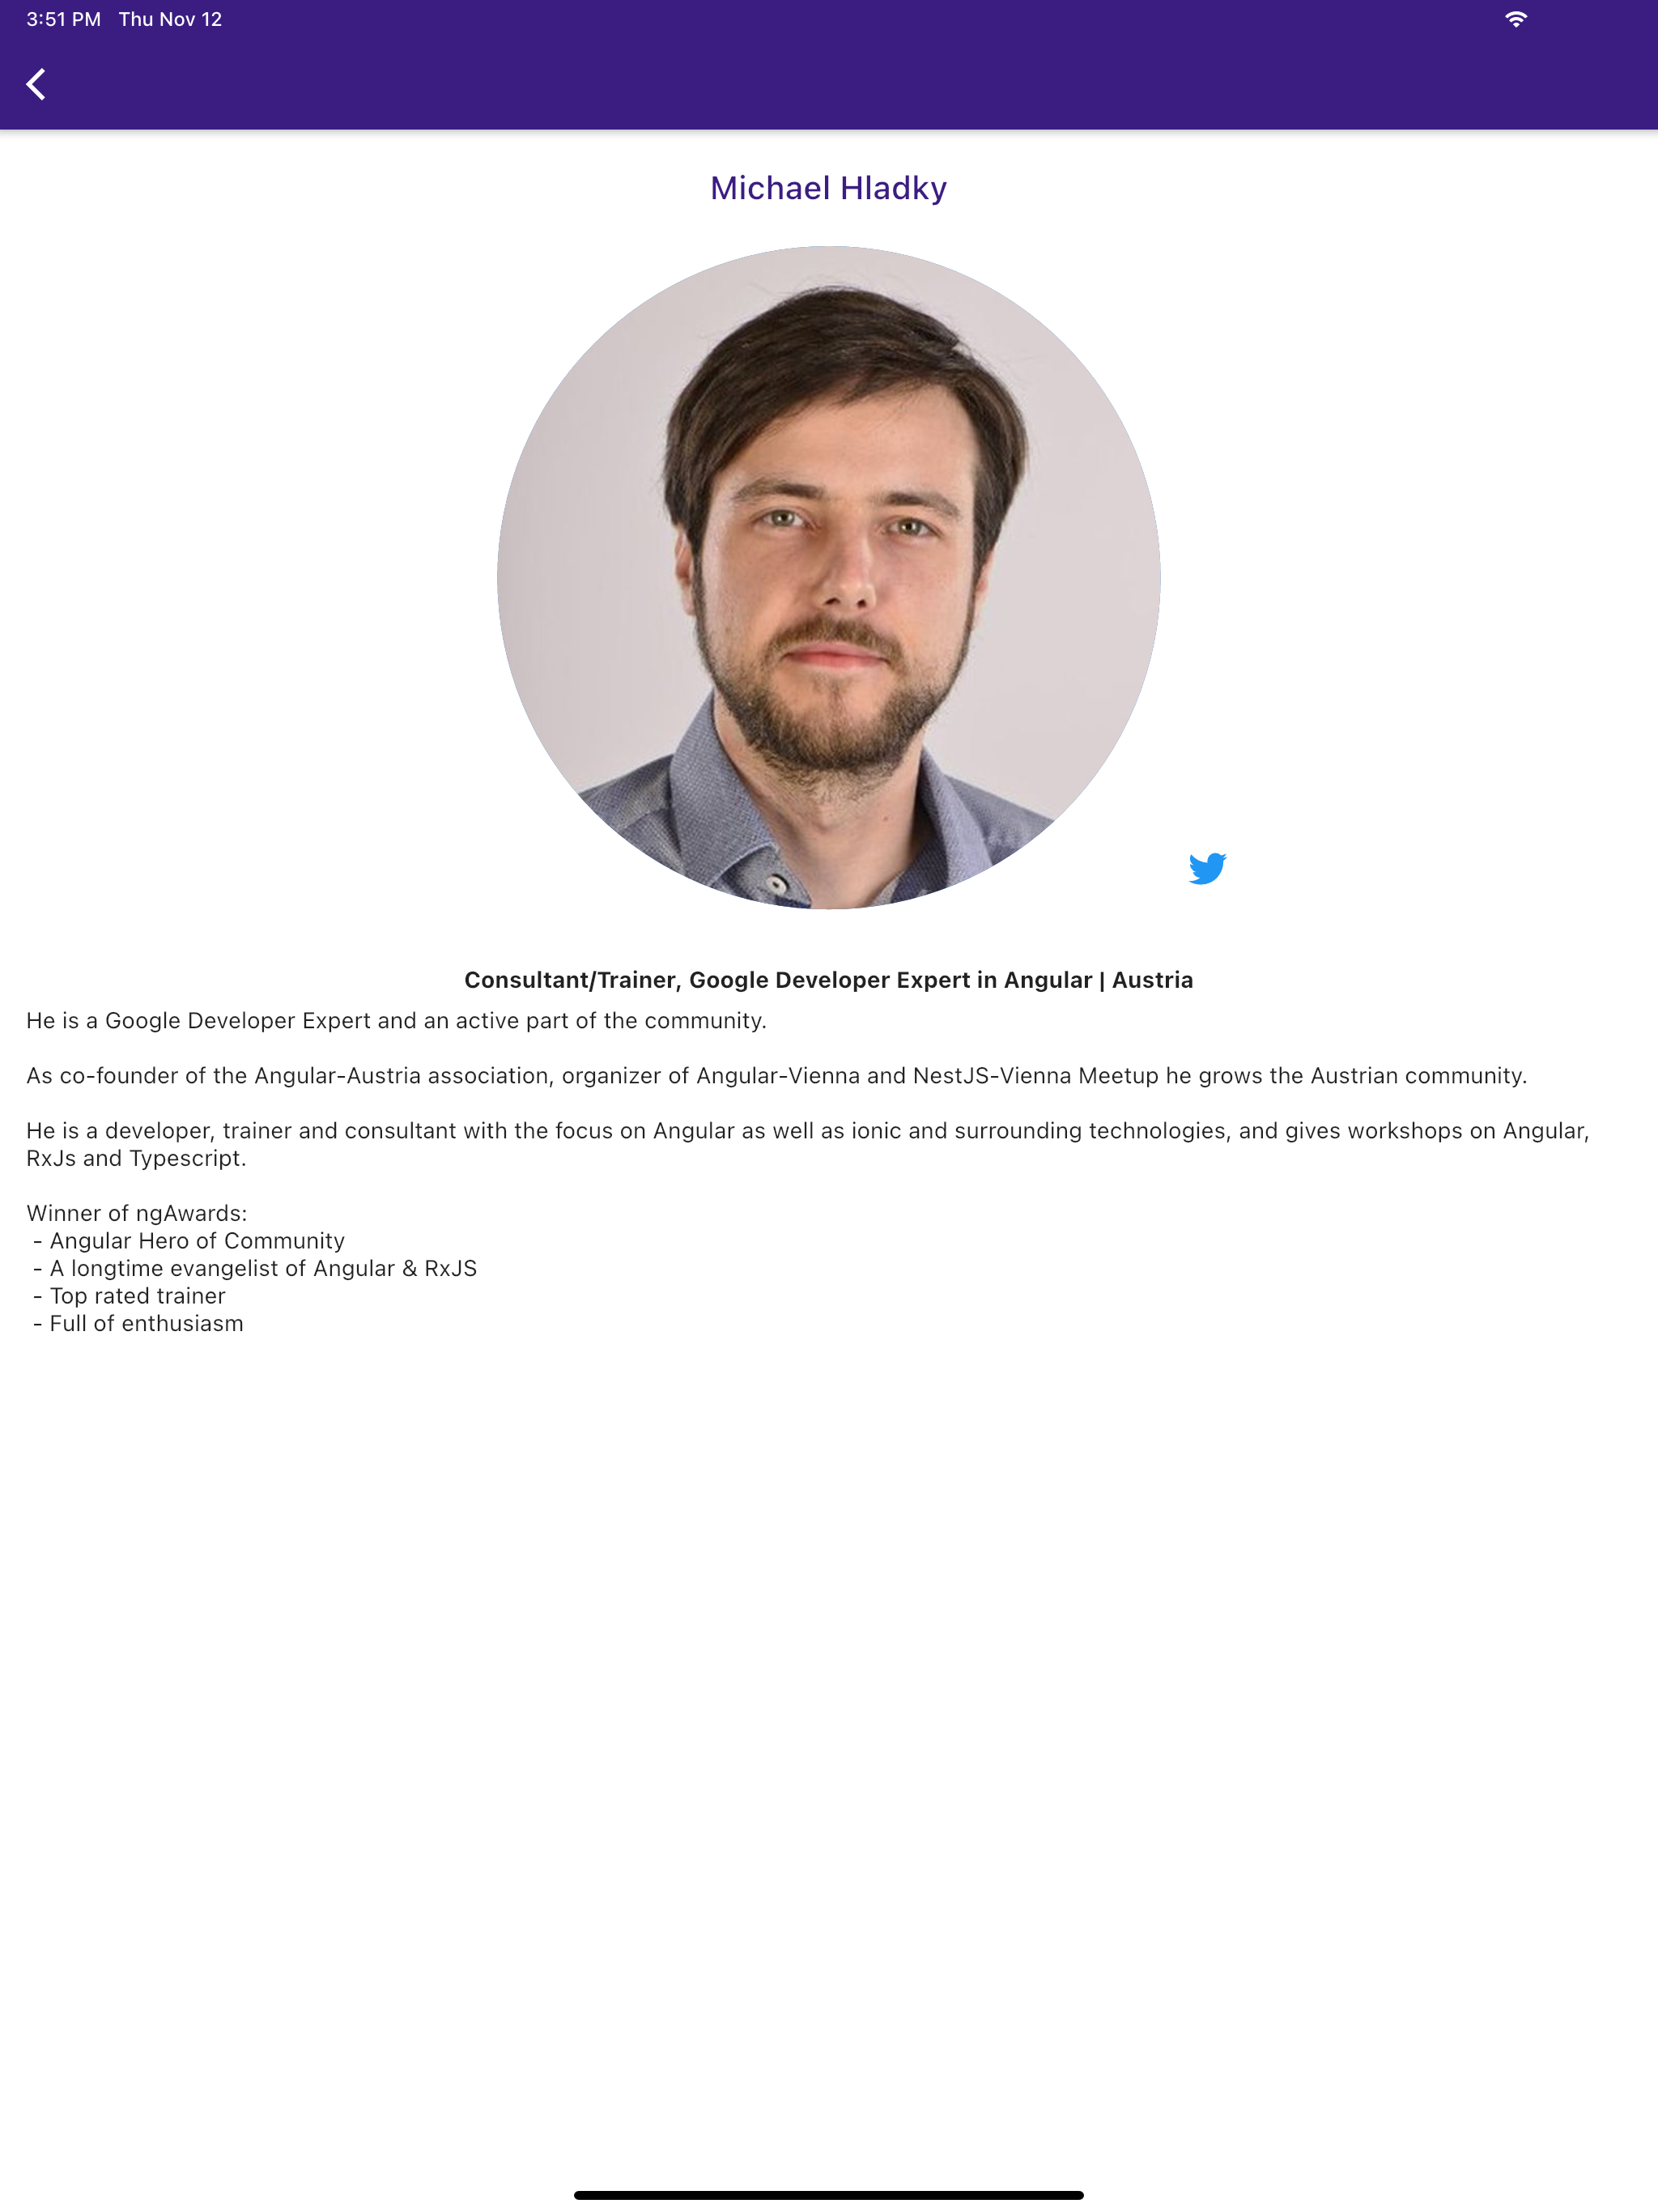 3:51 PM Thu Nov 12
Michael Hladky
Consultant/Trainer, Google Developer Expert in Angular | Austria
He is a Google Developer Expert and an active part of the community.
As co-founder of the Angular-Austria association, organizer of Angular-Vienna and NestJS-Vienna Meetup he grows the Austrian community.
He is a developer, trainer and consultant with the focus on Angular as well as ionic and surrounding technologies, and gives workshops on Angular,
RxJs and Typescript.
Winner of ngAwards:
- Angular Hero of Community
- A longtime evangelist of Angular & RxJS
- Top rated trainer
- Full of enthusiasm